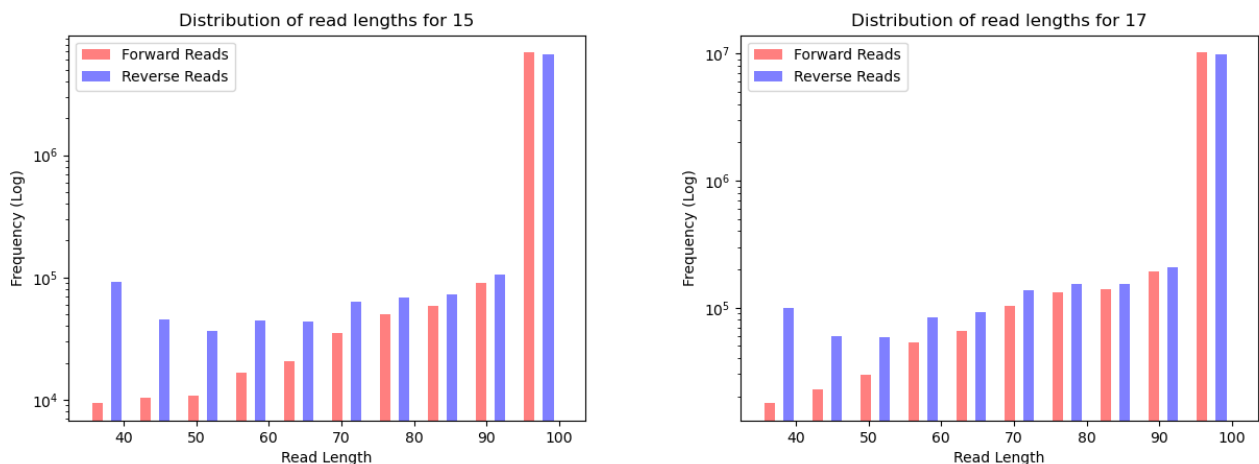 Distribution of read lengths for 15
Forward Reads
Reverse Reads
10^6
10^5
10^4
Frequency (Log)
40 50 60 70 80 90 100
Read Length
Distribution of read lengths for 17
Forward Reads
Reverse Reads
10^7
10^6
10^5
Frequency (Log)
40 50 60 70 80 90 100
Read Length